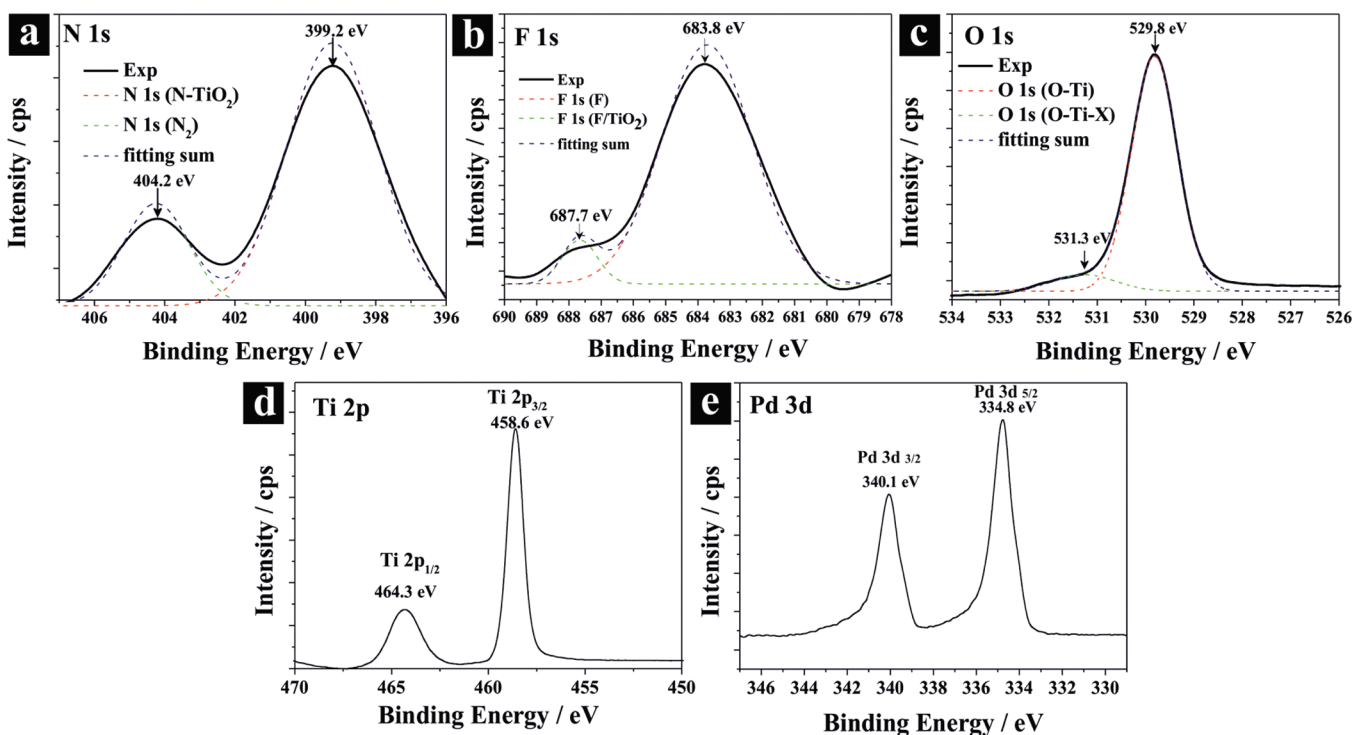 a
N 1s
399.2 eV
Exp
N 1s (N-TiO₂)
N 1s (N₂)
fitting sum
404.2 eV
Intensity / cps
406 404 402 400 398 396
Binding Energy / eV
b
F 1s
683.8 eV
Exp
F 1s (F)
F 1s (F/TiO₂)
fitting sum
687.7 eV
Intensity / cps
690 689 688 687 686 685 684 683 682 681 680 679 678
Binding Energy / eV
c
O 1s
529.8 eV
Exp
O 1s (O-Ti)
O 1s (O-Ti-X)
fitting sum
531.3 eV
Intensity / cps
534 533 532 531 530 529 528 527 526
Binding Energy / eV
d
Ti 2p
Ti 2p₃/₂
458.6 eV
Ti 2p₁/₂
464.3 eV
Intensity / cps
470 465 460 455 450
Binding Energy / eV
e
Pd 3d
Pd 3d 5/2
334.8 eV
Pd 3d 3/2
340.1 eV
Intensity / cps
346 344 342 340 338 336 334 332 330
Binding Energy / eV